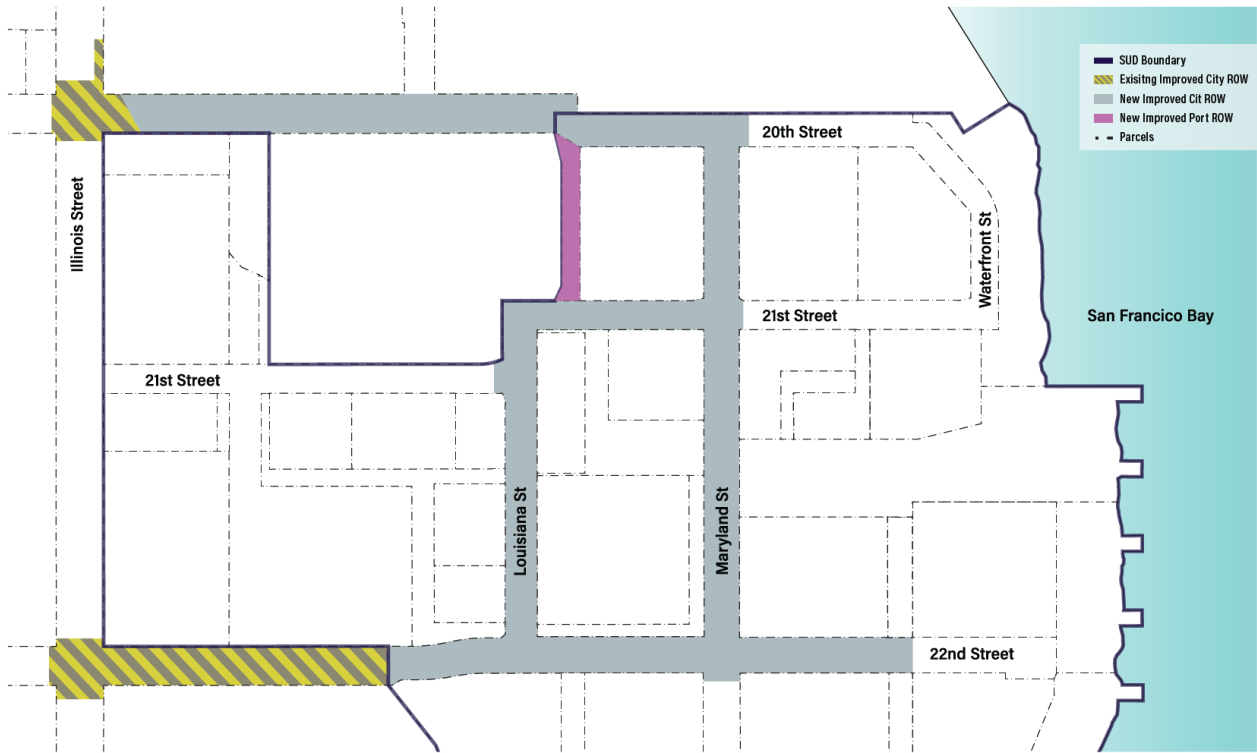 SUD Boundary
Exisitng Improved City ROW
New Improved Cit ROW
New Improved Port ROW
Parcels
20th Street
Illinois Street
Waterfront St
21st Street
San Francico Bay
21st Street
Louisiana St
Maryland St
22nd Street